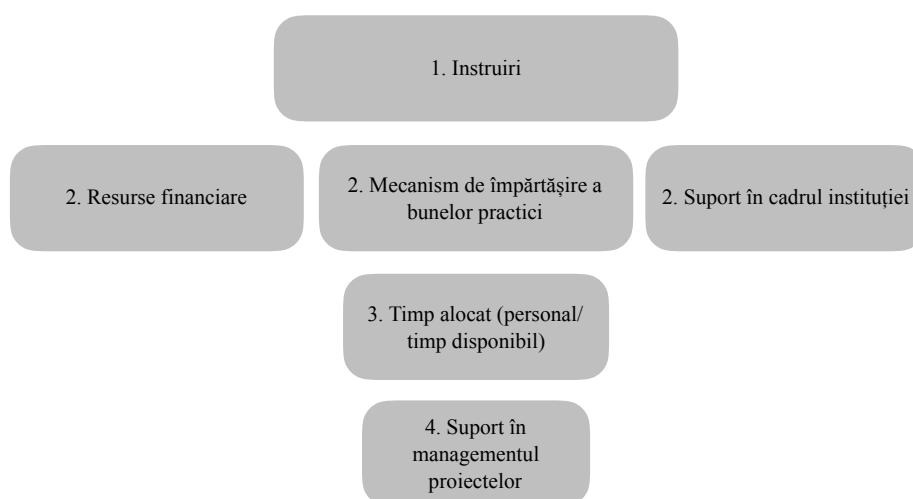 1. Instruiri
2. Resurse financiare
2. Mecanism de împărtășire a
bunelor practici
2. Suport în cadrul instituției
3. Timp alocat (personal/
timp disponibil)
4. Suport în
managementul
proiectelor